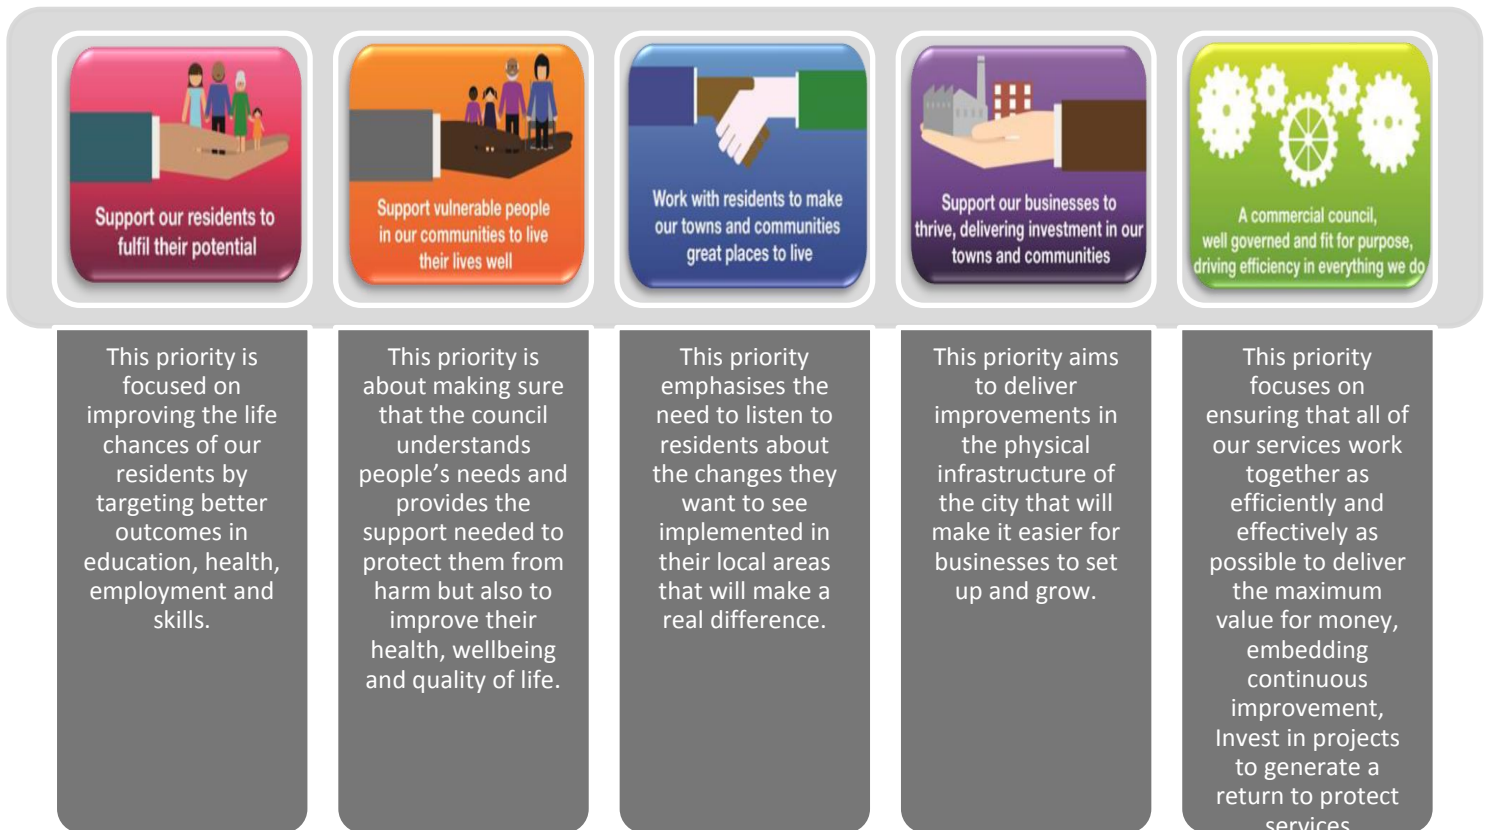 Support our residents to
fulfil their potential
Support vulnerable people
in our communities to live
their lives well
Work with residents to make
our towns and communities
great places to live
Support our businesses to
thrive, delivering investment in our
towns and communities
A commercial council,
well governed and fit for purpose,
driving efficiency in everything we do
This priority is
focused on
improving the life
chances of our
residents by
targeting better
outcomes in
education, health,
employment and
skills.
This priority is
about making sure
that the council
understands
people’s needs and
provides the
support needed to
protect them from
harm but also to
improve their
health, wellbeing
and quality of life.
This priority
emphasises the
need to listen to
residents about
the changes they
want to see
implemented in
their local areas
that will make a
real difference.
This priority aims
to deliver
improvements in
the physical
infrastructure of
the city that will
make it easier for
businesses to set
up and grow.
This priority
focuses on
ensuring that all of
our services work
together as
efficiently and
effectively as
possible to deliver
the maximum
value for money,
embedding
continuous
improvement,
Invest in projects
to generate a
return to protect
services